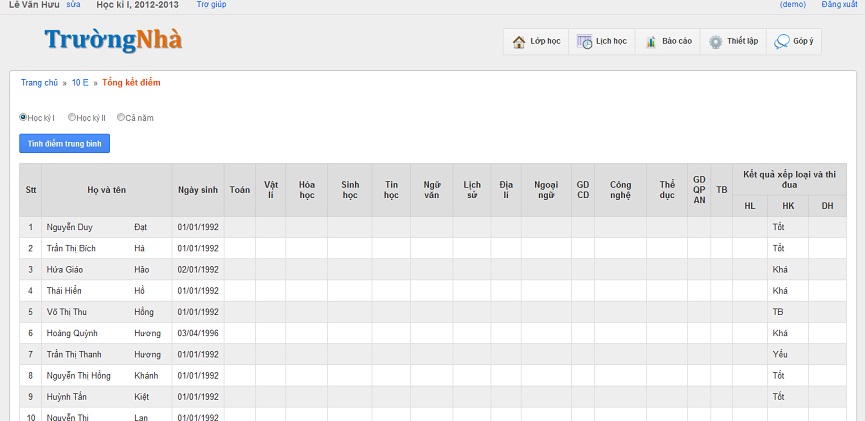 Lê Văn Hưu sửa Học kì I, 2012-2013 Trợ giúp (demo) Đăng xuất
TrườngNhà
Lớp học Lịch học Báo cáo Thiết lập Góp ý
Trang chủ » 10 E » Tổng kết điểm
Học kỳ I Học kỳ II Cả năm
Tính điểm trung bình
Stt Họ và tên Ngày sinh Toán Vật lí Hóa học Sinh học Tin học Ngữ văn Lịch sử Địa lí Ngoại ngữ GD CD Công nghệ Thể dục GD QP AN TB Kết quả xếp loại và thi đua
HL HK DH
1 Nguyễn Duy Đạt 01/01/1992 Tốt
2 Trần Thị Bích Hà 01/01/1992 Tốt
3 Hứa Giáo Hão 02/01/1992 Khá
4 Thái Hiển Hồ 01/01/1992 Khá
5 Võ Thị Thu Hồng 01/01/1992 TB
6 Hoàng Quỳnh Hương 03/04/1996 Khá
7 Trần Thị Thanh Hương 01/01/1992 Yếu
8 Nguyễn Thị Hồng Khánh 01/01/1992 Tốt
9 Huỳnh Tấn Kiệt 01/01/1992 Tốt
10 Nguyễn Thị Lan 01/01/1992